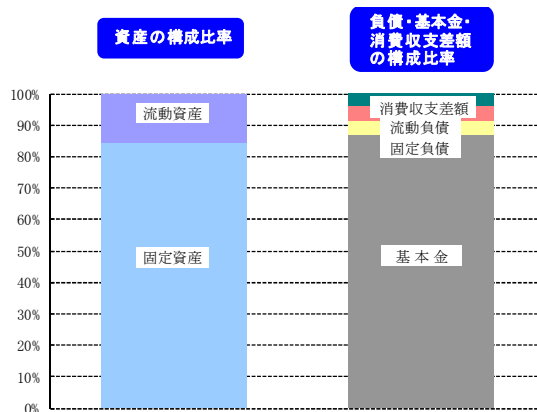 資産の構成比率
負債・基本金・
消費収支差額
の構成比率
100%
90%
80%
70%
60%
50%
40%
30%
20%
10%
0%
流動資産
固定資産
消費収支差額
流動負債
固定負債
基本金